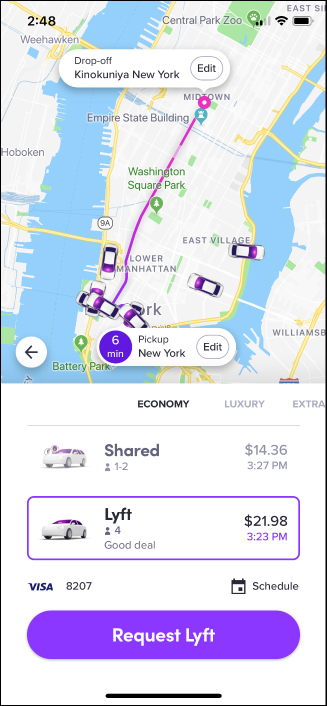 2:48
Central Park Zoo
EAST SI
Weehawken
Drop-off
Kinokuniya New York
Edit
MIDTOWN
Empire State Building
Hoboken
Washington
Square Park
9A
EAST VILLAGE
LOWER
MANHATTAN
ork
WILLIAMSB
6
min
Pickup
New York
Edit
Battery Park
ECONOMY
LUXURY
EXTRA
Shared
$14.36
1-2
3:27 PM
Lyft
$21.98
4
3:23 PM
Good deal
VISA
8207
Schedule
Request Lyft